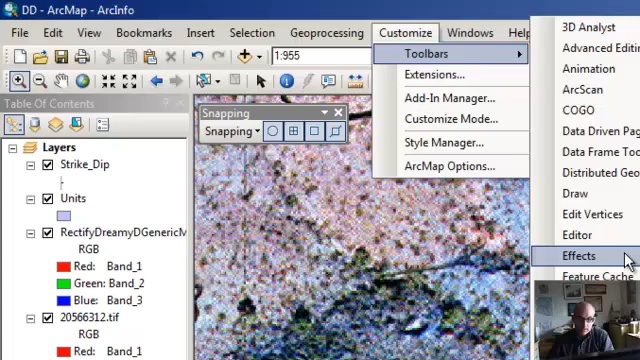 DD - ArcMap - ArcInfo
File Edit View Bookmarks Insert Selection Geoprocessing Customize Windows Help
1:955
Table Of Contents
Layers
Strike_Dip
Units
RectifyDreamyDGenericM
RGB
Red: Band_1
Green: Band_2
Blue: Band_3
20566312.tif
RGB
Red: Band_1
Snapping
Snapping
Toolbars
Extensions...
Add-In Manager...
Customize Mode...
Style Manager...
ArcMap Options...
3D Analyst
Advanced Editin
Animation
ArcScan
COGO
Data Driven Pag
Data Frame Too
Distributed Geo
Draw
Edit Vertices
Editor
Effects
Feature Cache